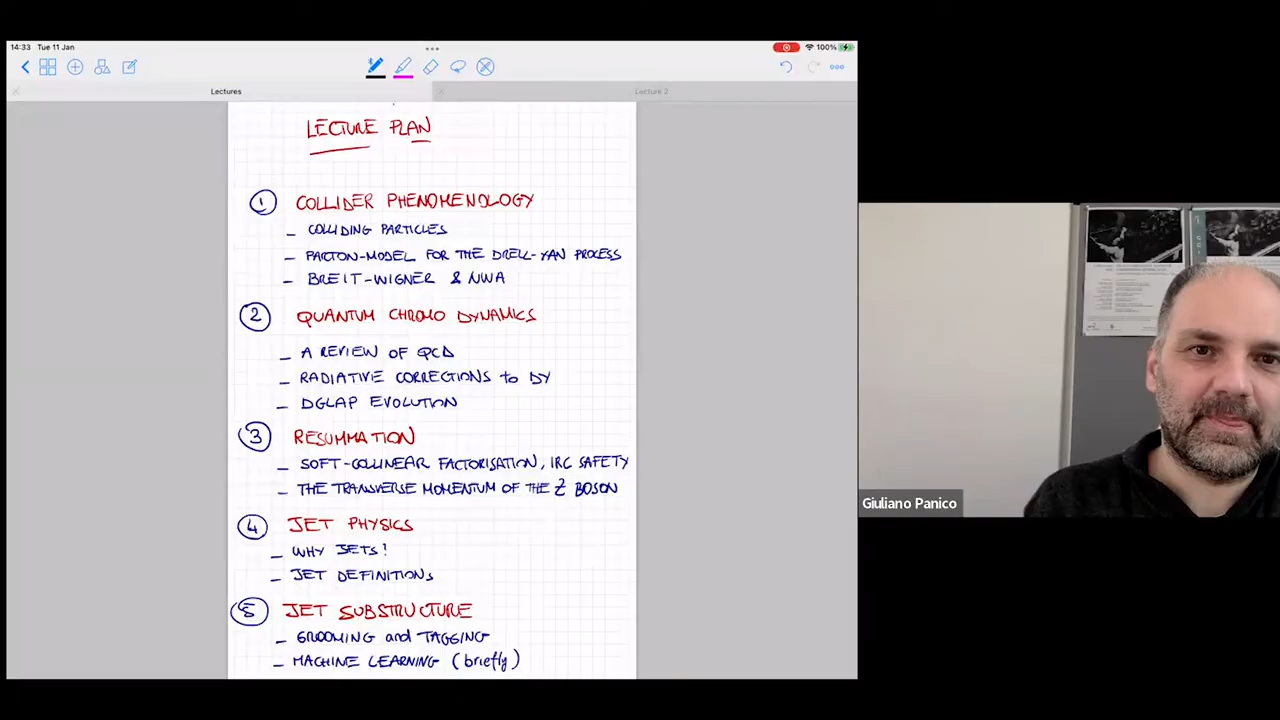 14:33 Tue 11 Jan
100%
Lectures
Lecture 2
LECTURE PLAN
1 COLLIDER PHENOMENOLOGY
- COLLIDING PARTICLES
- PARTON-MODEL FOR THE DRELL-YAN PROCESS
- BREIT-WIGNER & NWA
2 QUANTUM CHROMO DYNAMICS
- A REVIEW OF QCD
- RADIATIVE CORRECTIONS to DY
- DGLAP EVOLUTION
3 RESUMMATION
- SOFT-COLLINEAR FACTORISATION, IRC SAFETY
- THE TRANSVERSE MOMENTUM OF THE Z BOSON
4 JET PHYSICS
- WHY JETS?
- JET DEFINITIONS
5 JET SUBSTRUCTURE
- GROOMING and TAGGING
- MACHINE LEARNING (briefly)
Giuliano Panico